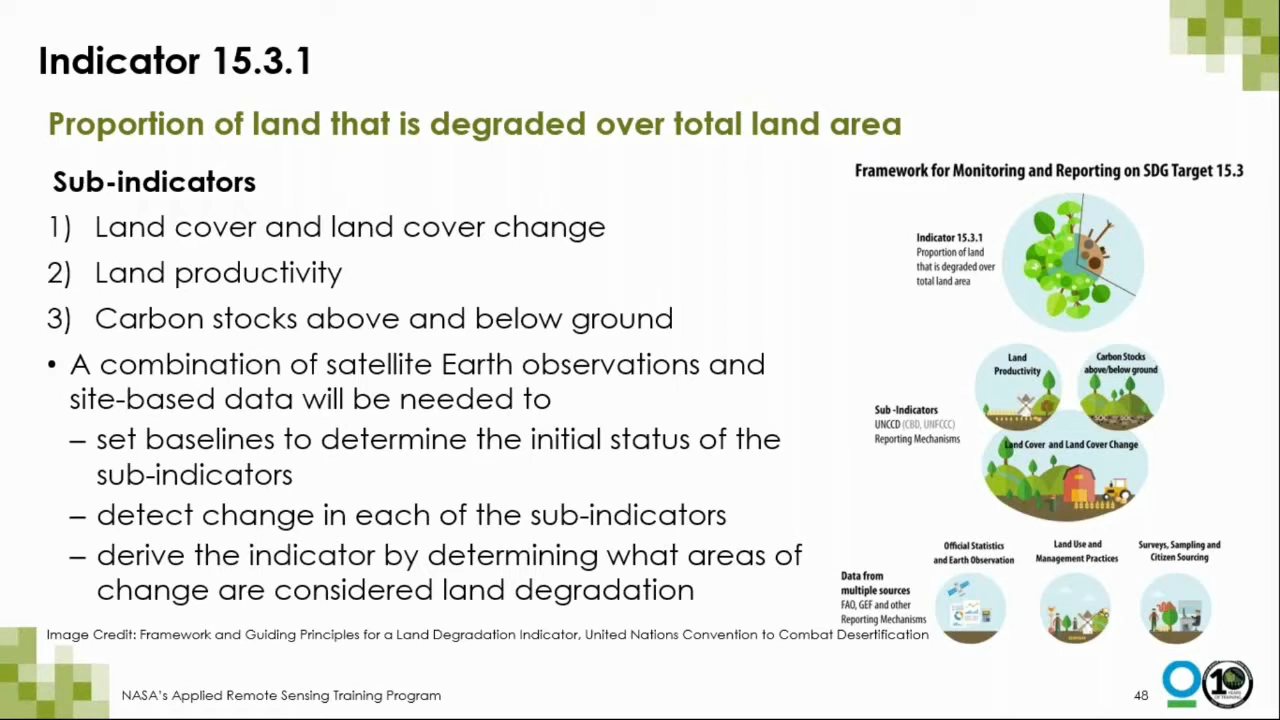 Indicator 15.3.1
Proportion of land that is degraded over total land area
Sub-indicators
1) Land cover and land cover change
2) Land productivity
3) Carbon stocks above and below ground
• A combination of satellite Earth observations and
site-based data will be needed to
– set baselines to determine the initial status of the
sub-indicators
– detect change in each of the sub-indicators
– derive the indicator by determining what areas of
change are considered land degradation
Framework for Monitoring and Reporting on SDG Target 15.3
Indicator 15.3.1
Proportion of land
that is degraded over
total land area
Land
Productivity
Carbon Stocks
above/below ground
Sub -Indicators
UNCCD (CBD, UNFCCC)
Reporting Mechanisms
Land Cover and Land Cover Change
Official Statistics
and Earth Observation
Land Use and
Management Practices
Surveys, Sampling and
Citizen Sourcing
Data from
multiple sources
FAO, GEF and other
Reporting Mechanisms
Image Credit: Framework and Guiding Principles for a Land Degradation Indicator, United Nations Convention to Combat Desertification
NASA's Applied Remote Sensing Training Program
48
10
YEARS
OF TRAINING